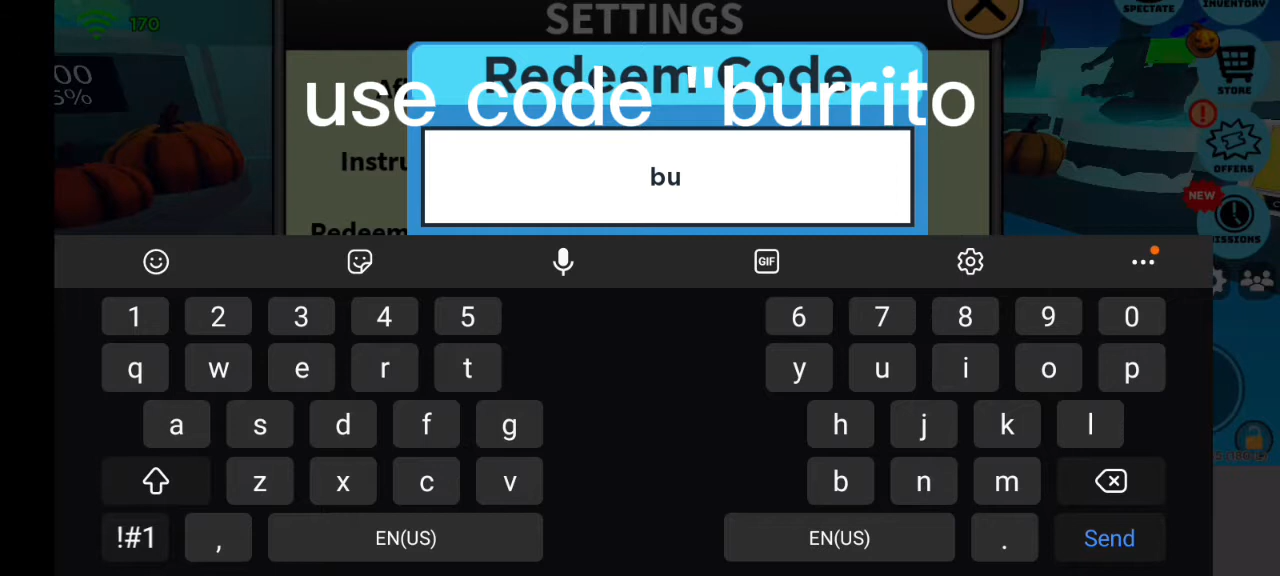 170
SETTINGS
SPECTATE
INVENTORY
Redeem Code
use code "burrito
00
5%
STORE
Instru
bu
OFFERS
NEW
Redeem
MISSIONS
GIF
1 2 3 4 5 6 7 8 9 0
q w e r t y u i o p
a s d f g h j k l
z x c v b n m
!#1 , EN(US) EN(US) . Send